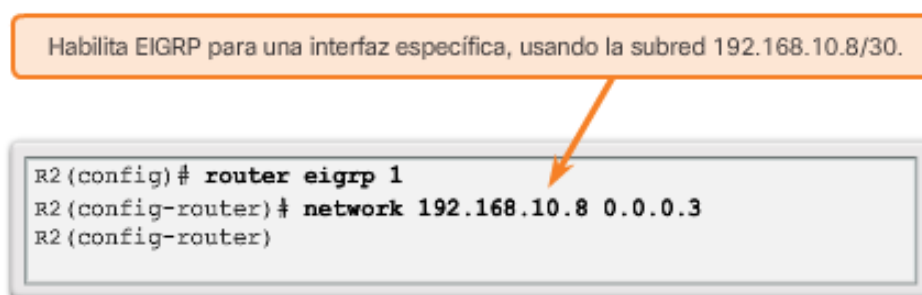 Habilita EIGRP para una interfaz específica, usando la subred 192.168.10.8/30.
R2(config)# router eigrp 1
R2(config-router)# network 192.168.10.8 0.0.0.3
R2(config-router)